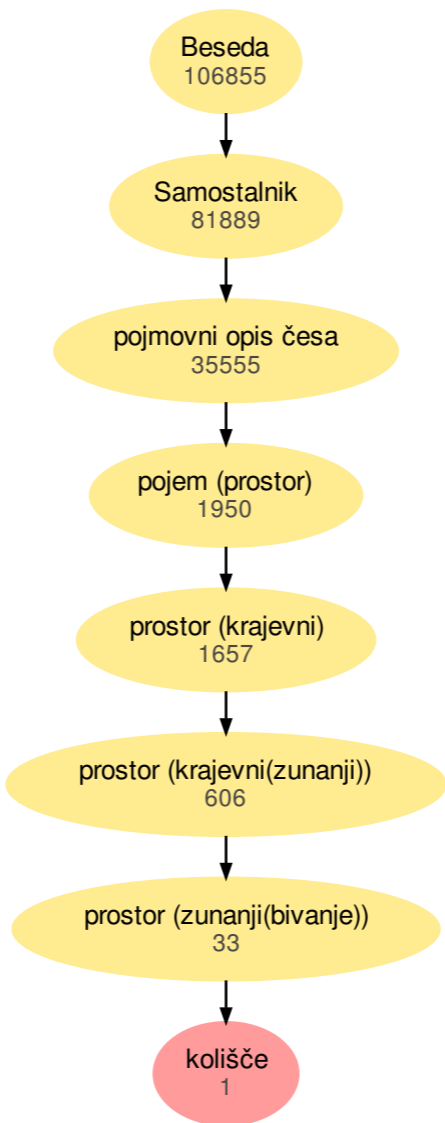 Beseda
106855
Samostalnik
81889
pojmovni opis česa
35555
pojem (prostor)
1950
prostor (krajevni)
1657
prostor (krajevni(zunanji))
606
prostor (zunanji(bivanje))
33
kolišče
1